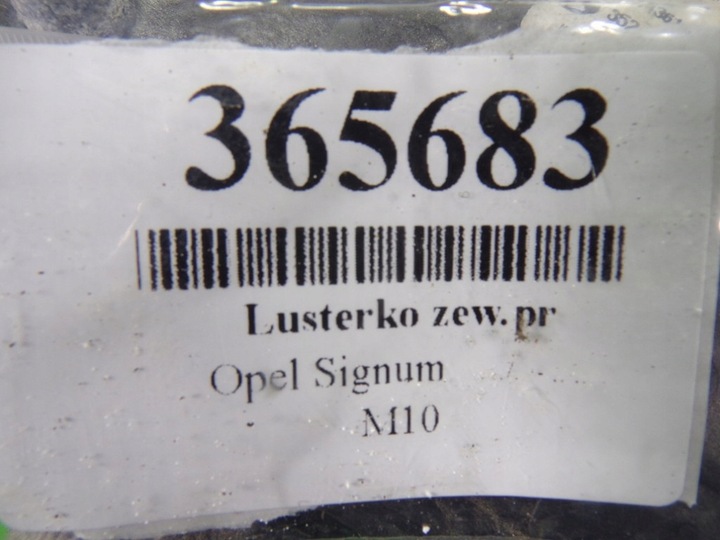 365683
Lusterko zew.pr
Opel Signum
M10